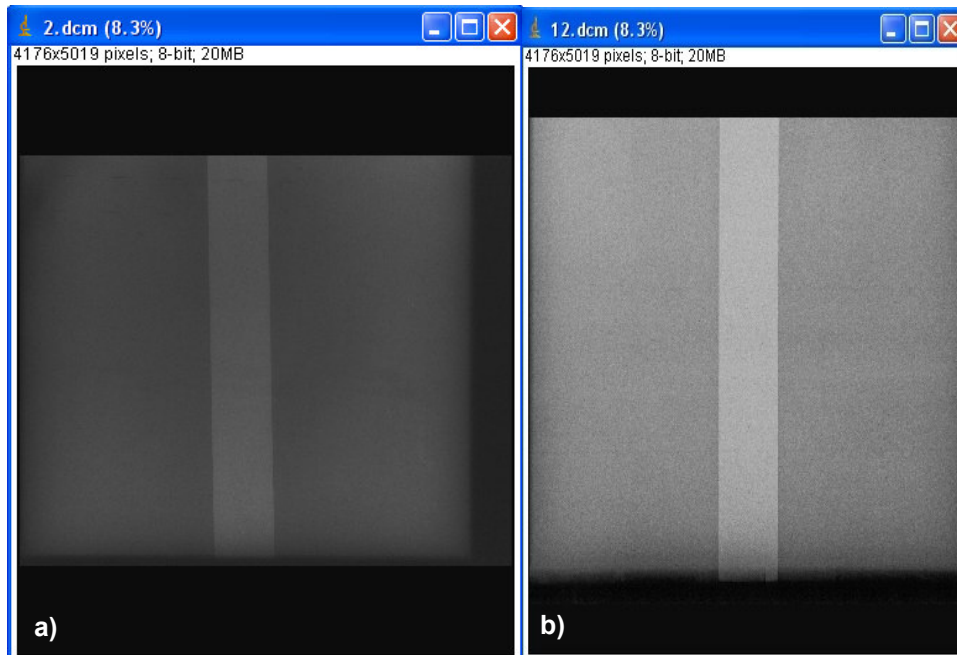 2.dcm (8.3%)
4176x5019 pixels; 8-bit; 20MB
a)
12.dcm (8.3%)
4176x5019 pixels; 8-bit; 20MB
b)